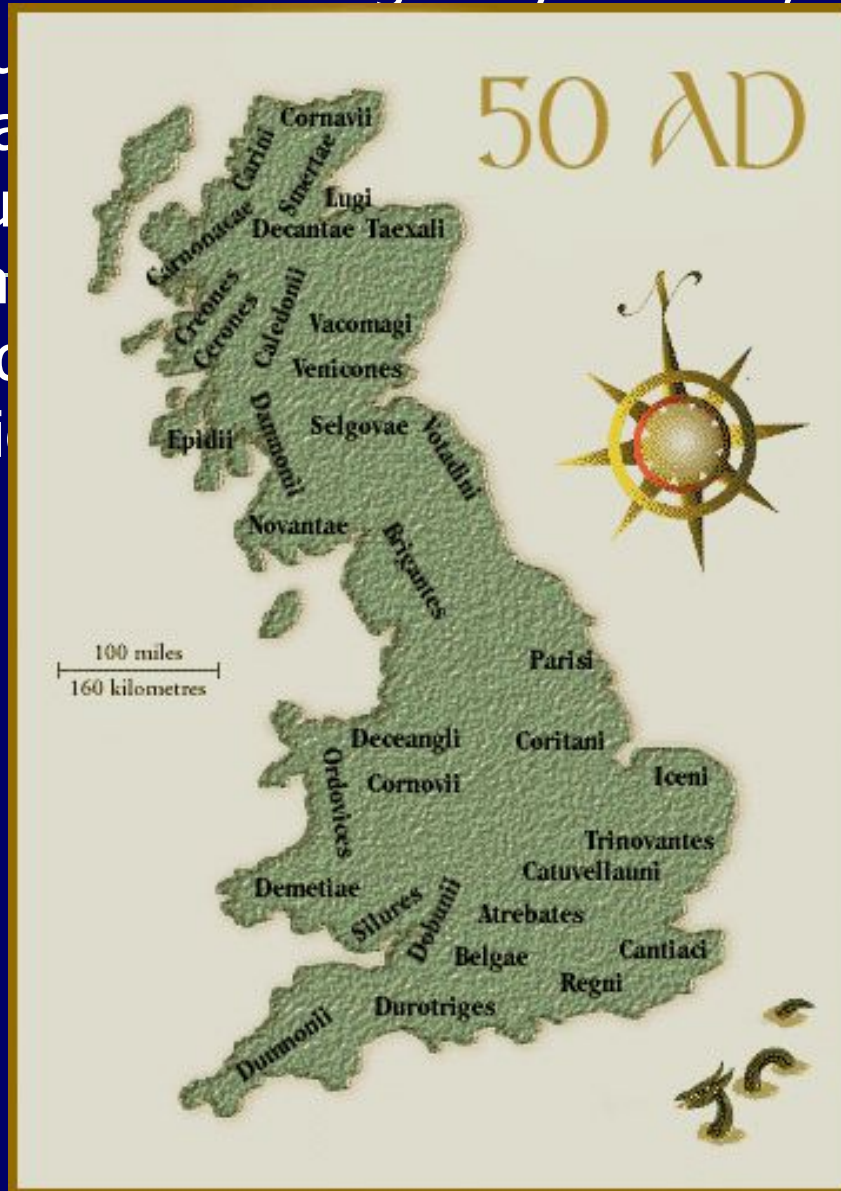 50 AD
Cornavii
Carini
Smertae
Lugi
Carnonacae
Decantae Taexali
Creones
Cerones
Caledonii
Vacomagi
Venicones
Epidii
Damnonii
Selgovae
Votadini
N
Novantae
Brigantes
100 miles
160 kilometres
Parisi
Deceangli
Coritani
Ordovices
Cornovii
Iceni
Trinovantes
Catuvellauni
Demetiae
Silures
Dobunii
Atrebates
Belgae
Cantiaci
Regni
Durotriges
Dumnonii